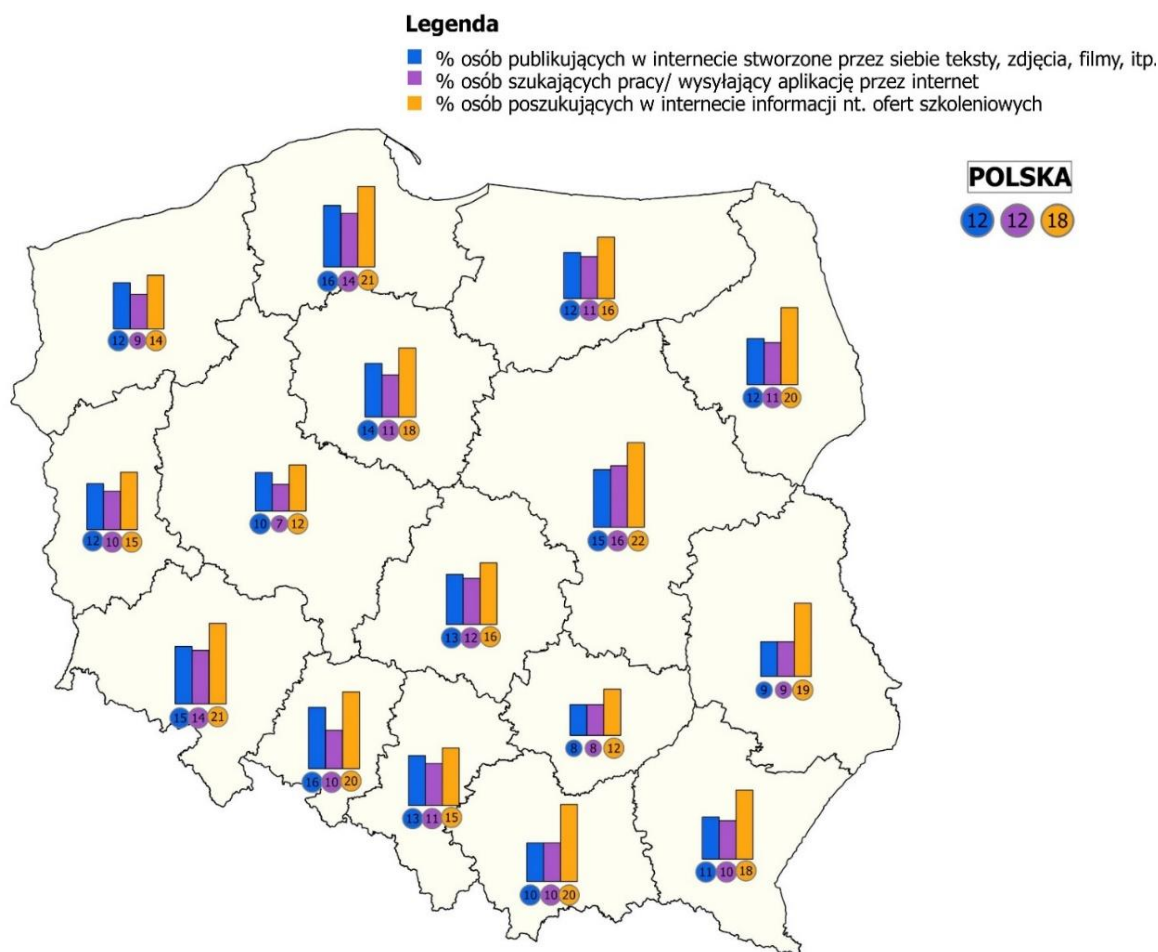 Legenda
% osób publikujących w internecie stworzone przez siebie teksty, zdjęcia, filmy, itp.
% osób szukających pracy/ wysyłający aplikację przez internet
% osób poszukujących w internecie informacji nt. ofert szkoleniowych
POLSKA
12 12 18
16 14 21
12 11 16
12 9 14
12 11 20
14 11 18
10 7 12
12 10 15
15 16 22
13 12 16
9 9 19
15 14 21
8 8 12
16 10 20
13 11 15
11 10 18
10 10 20